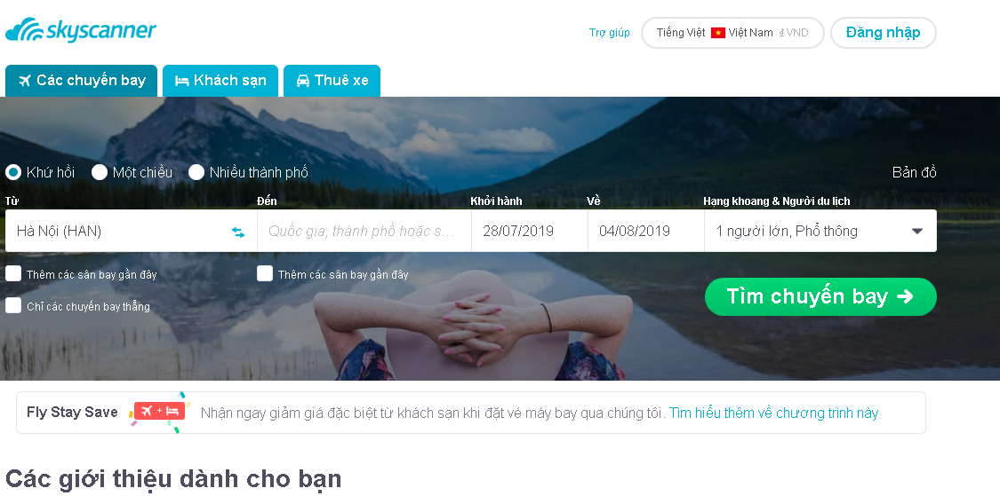 skyscanner
Trợ giúp
Tiếng Việt Việt Nam ₫ VND
Đăng nhập
Các chuyến bay
Khách sạn
Thuê xe
Khứ hồi
Một chiều
Nhiều thành phố
Bản đồ
Từ
Đến
Khởi hành
Về
Hạng khoang & Người du lịch
Hà Nội (HAN)
Quốc gia, thành phố hoặc s...
28/07/2019
04/08/2019
1 người lớn, Phổ thông
Thêm các sân bay gần đây
Thêm các sân bay gần đây
Chỉ các chuyến bay thẳng
Tìm chuyến bay
Fly Stay Save + Nhận ngay giảm giá đặc biệt từ khách sạn khi đặt vé máy bay qua chúng tôi. Tìm hiểu thêm về chương trình này
Các giới thiệu dành cho bạn